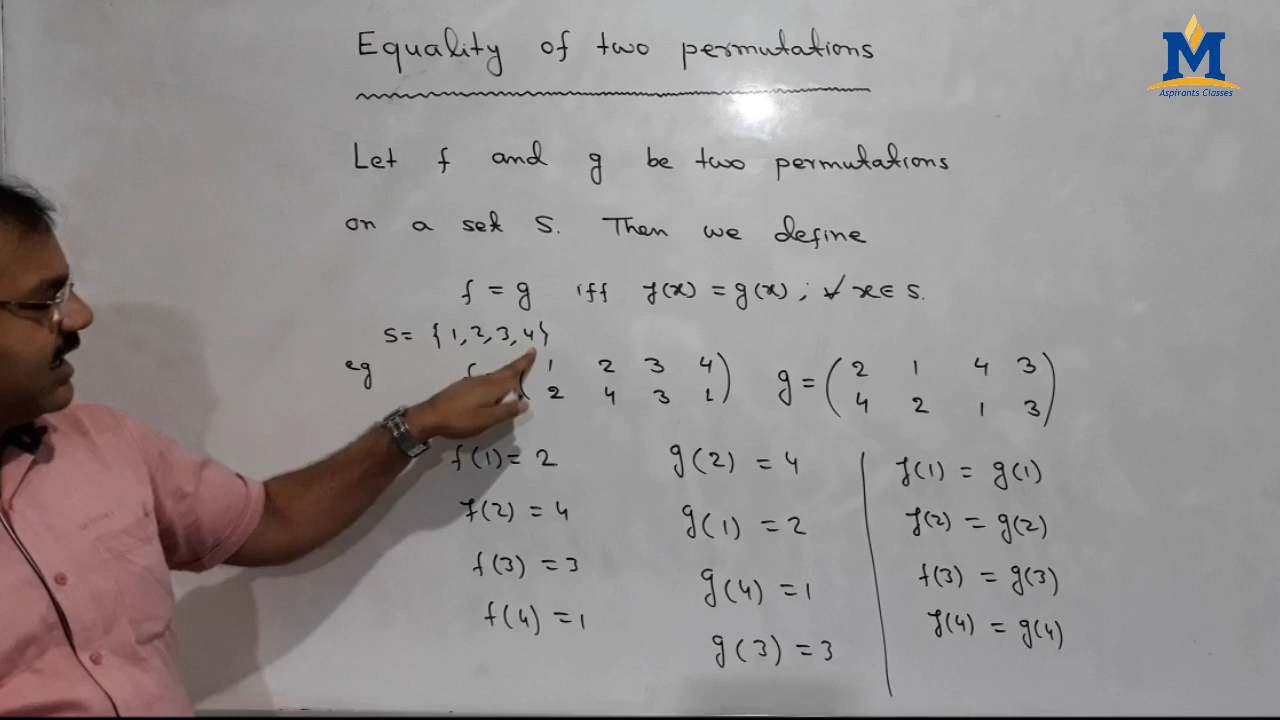 Equality of two permutations
M
Aspirants Classes
Let f and g be two permutations
on a set S. Then we define
f = g iff f(x) = g(x) ; ∀ x ∈ S.
S = {1, 2, 3, 4}
eg ( 1 2 3 4 ) g = ( 2 1 4 3 )
2 4 3 1 4 2 1 3
f(1) = 2 g(2) = 4 f(1) = g(1)
f(2) = 4 g(1) = 2 f(2) = g(2)
f(3) = 3 g(4) = 1 f(3) = g(3)
f(4) = 1 g(3) = 3 f(4) = g(4)